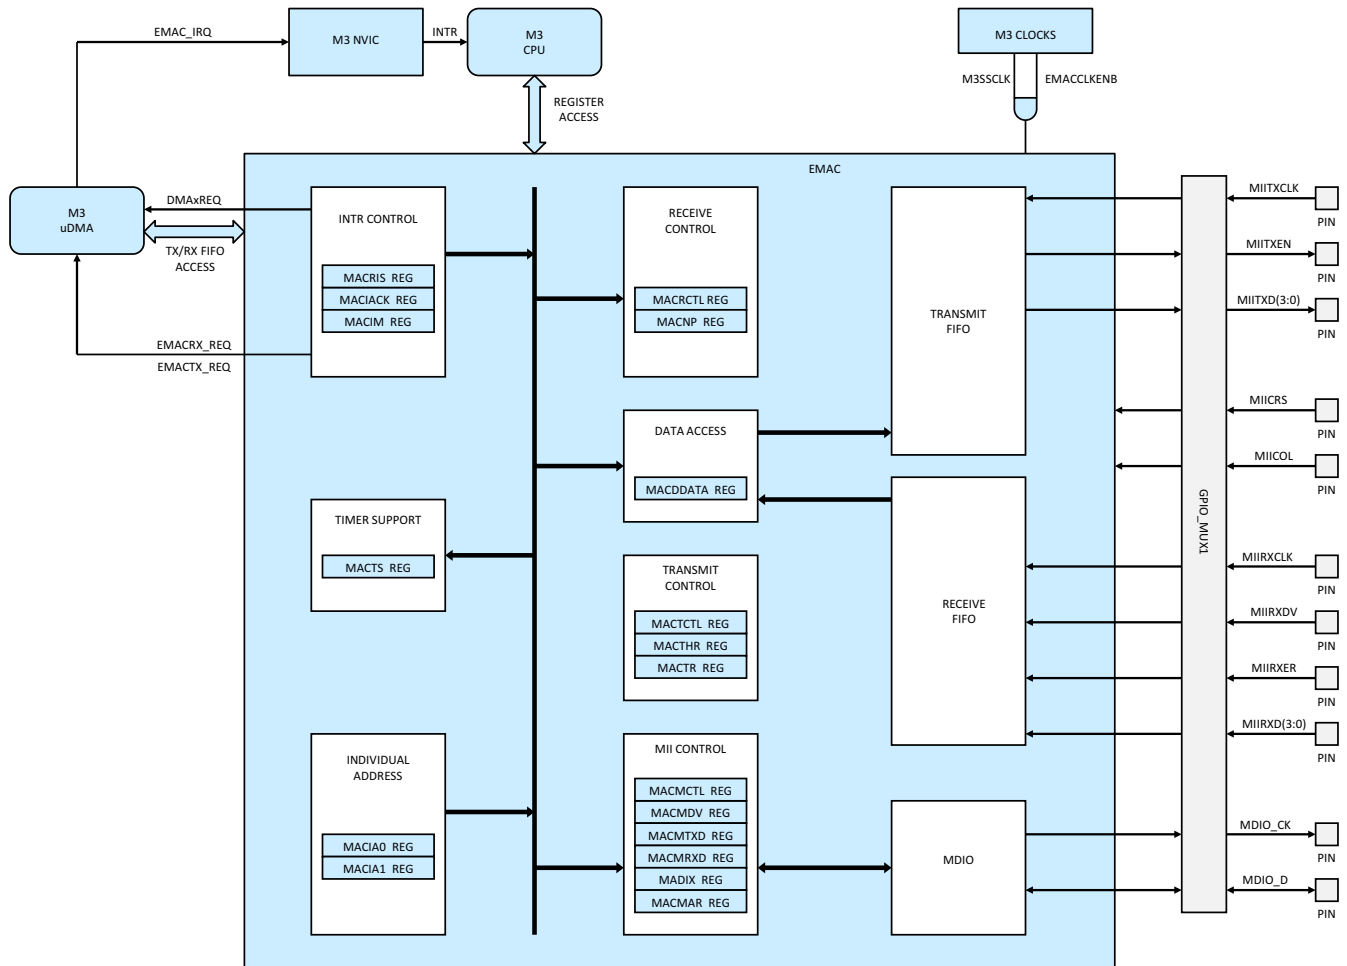 EMAC_IRQ
M3 NVIC
INTR
M3
CPU
M3 CLOCKS
M3SSCLK
EMACCLKENB
REGISTER
ACCESS
EMAC
M3
uDMA
DMAxREQ
TX/RX FIFO
ACCESS
EMACRX_REQ
EMACTX_REQ
INTR CONTROL
MACRIS REG
MACIACK REG
MACIM REG
TIMER SUPPORT
MACTS REG
INDIVIDUAL
ADDRESS
MACIA0 REG
MACIA1 REG
RECEIVE
CONTROL
MACRCTL REG
MACNP REG
DATA ACCESS
MACDDATA REG
TRANSMIT
CONTROL
MACTCTL REG
MACTHR REG
MACTR REG
MII CONTROL
MACMCTL REG
MACMDV REG
MACMTXD REG
MACMRXD REG
MADIX REG
MACMAR REG
TRANSMIT
FIFO
RECEIVE
FIFO
MDIO
GPIO_MUX1
MIITXCLK
PIN
MIITXEN
PIN
MIITXD(3:0)
PIN
MIICRS
PIN
MIICOL
PIN
MIIRXCLK
PIN
MIIRXDV
PIN
MIIRXER
PIN
MIIRXD(3:0)
PIN
MDIO_CK
PIN
MDIO_D
PIN